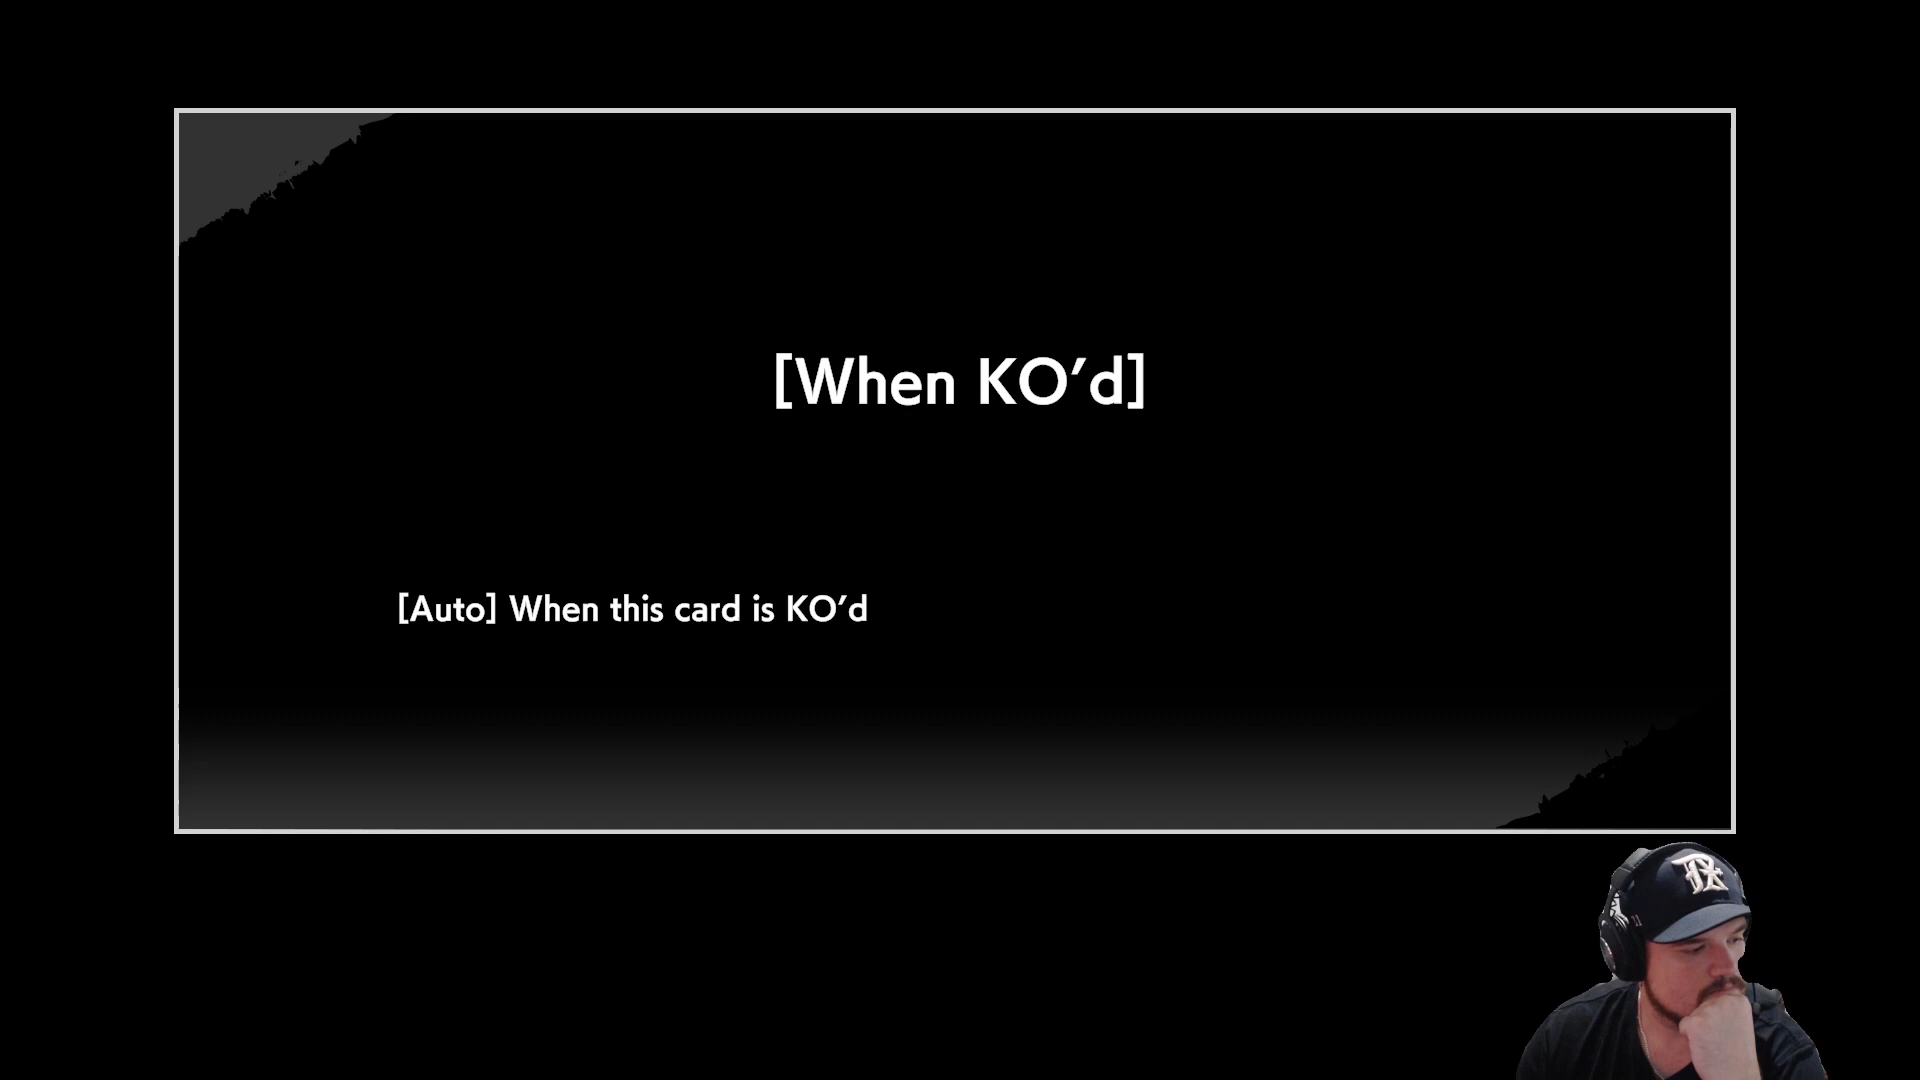 [When KO’d]
[Auto] When this card is KO’d